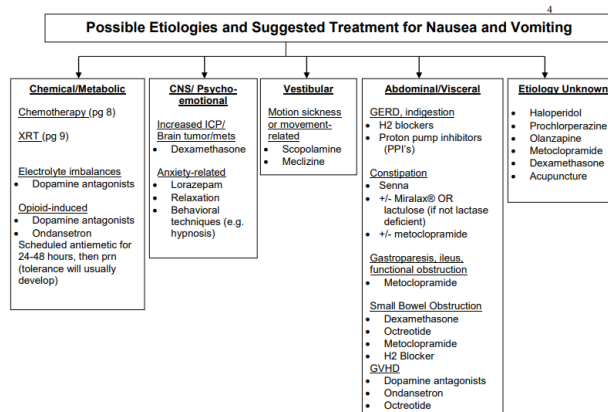 4
Possible Etiologies and Suggested Treatment for Nausea and Vomiting
Chemical/Metabolic
Chemotherapy (pg 8)
XRT (pg 9)
Electrolyte imbalances
• Dopamine antagonists
Opioid-induced
• Dopamine antagonists
• Ondansetron
Scheduled antiemetic for
24-48 hours, then prn
(tolerance will usually
develop)
CNS/ Psycho-
emotional
Increased ICP/
Brain tumor/mets
• Dexamethasone
Anxiety-related
• Lorazepam
• Relaxation
• Behavioral
techniques (e.g.
hypnosis)
Vestibular
Motion sickness
or movement-
related
• Scopolamine
• Meclizine
Abdominal/Visceral
GERD, indigestion
• H2 blockers
• Proton pump inhibitors
(PPI's)
Constipation
• Senna
• +/- Miralax® OR
lactulose (if not lactase
deficient)
• +/- metoclopramide
Gastroparesis, ileus,
functional obstruction
• Metoclopramide
Small Bowel Obstruction
• Dexamethasone
• Octreotide
• Metoclopramide
• H2 Blocker
GVHD
• Dopamine antagonists
• Ondansetron
• Octreotide
Etiology Unknown
• Haloperidol
• Prochlorperazine
• Olanzapine
• Metoclopramide
• Dexamethasone
• Acupuncture